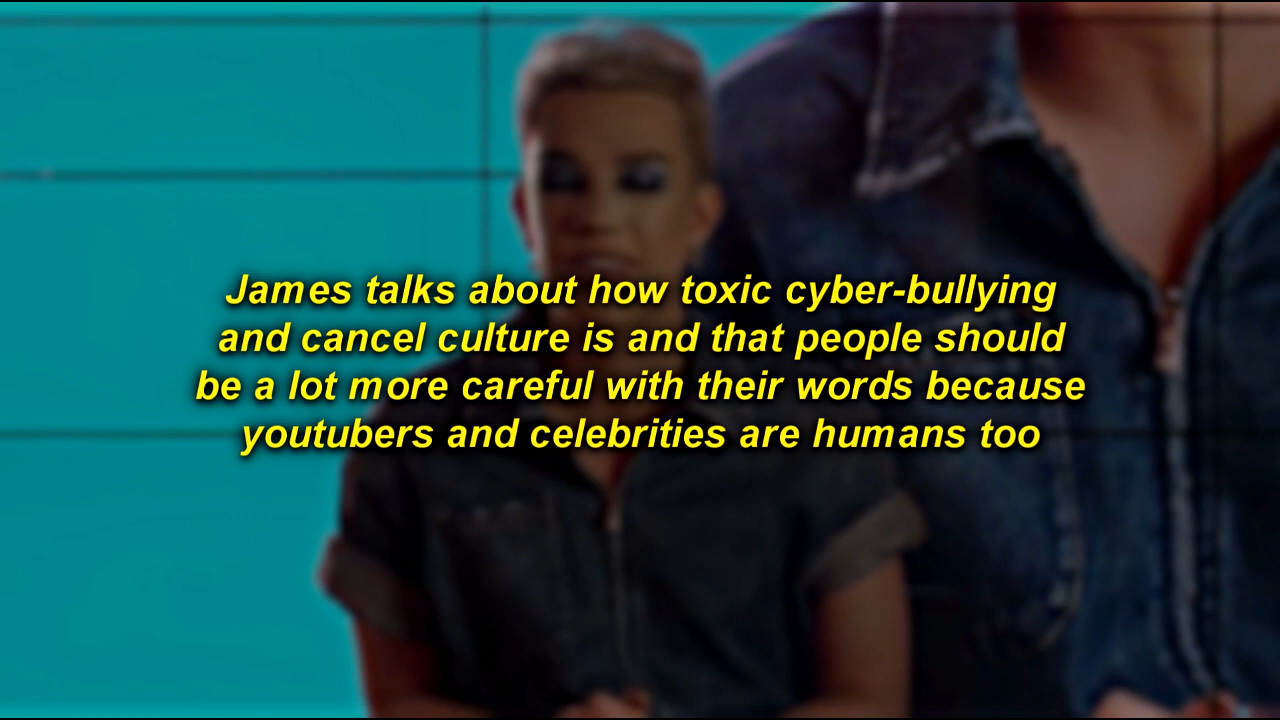 James talks about how toxic cyber-bullying
and cancel culture is and that people should
be a lot more careful with their words because
youtubers and celebrities are humans too